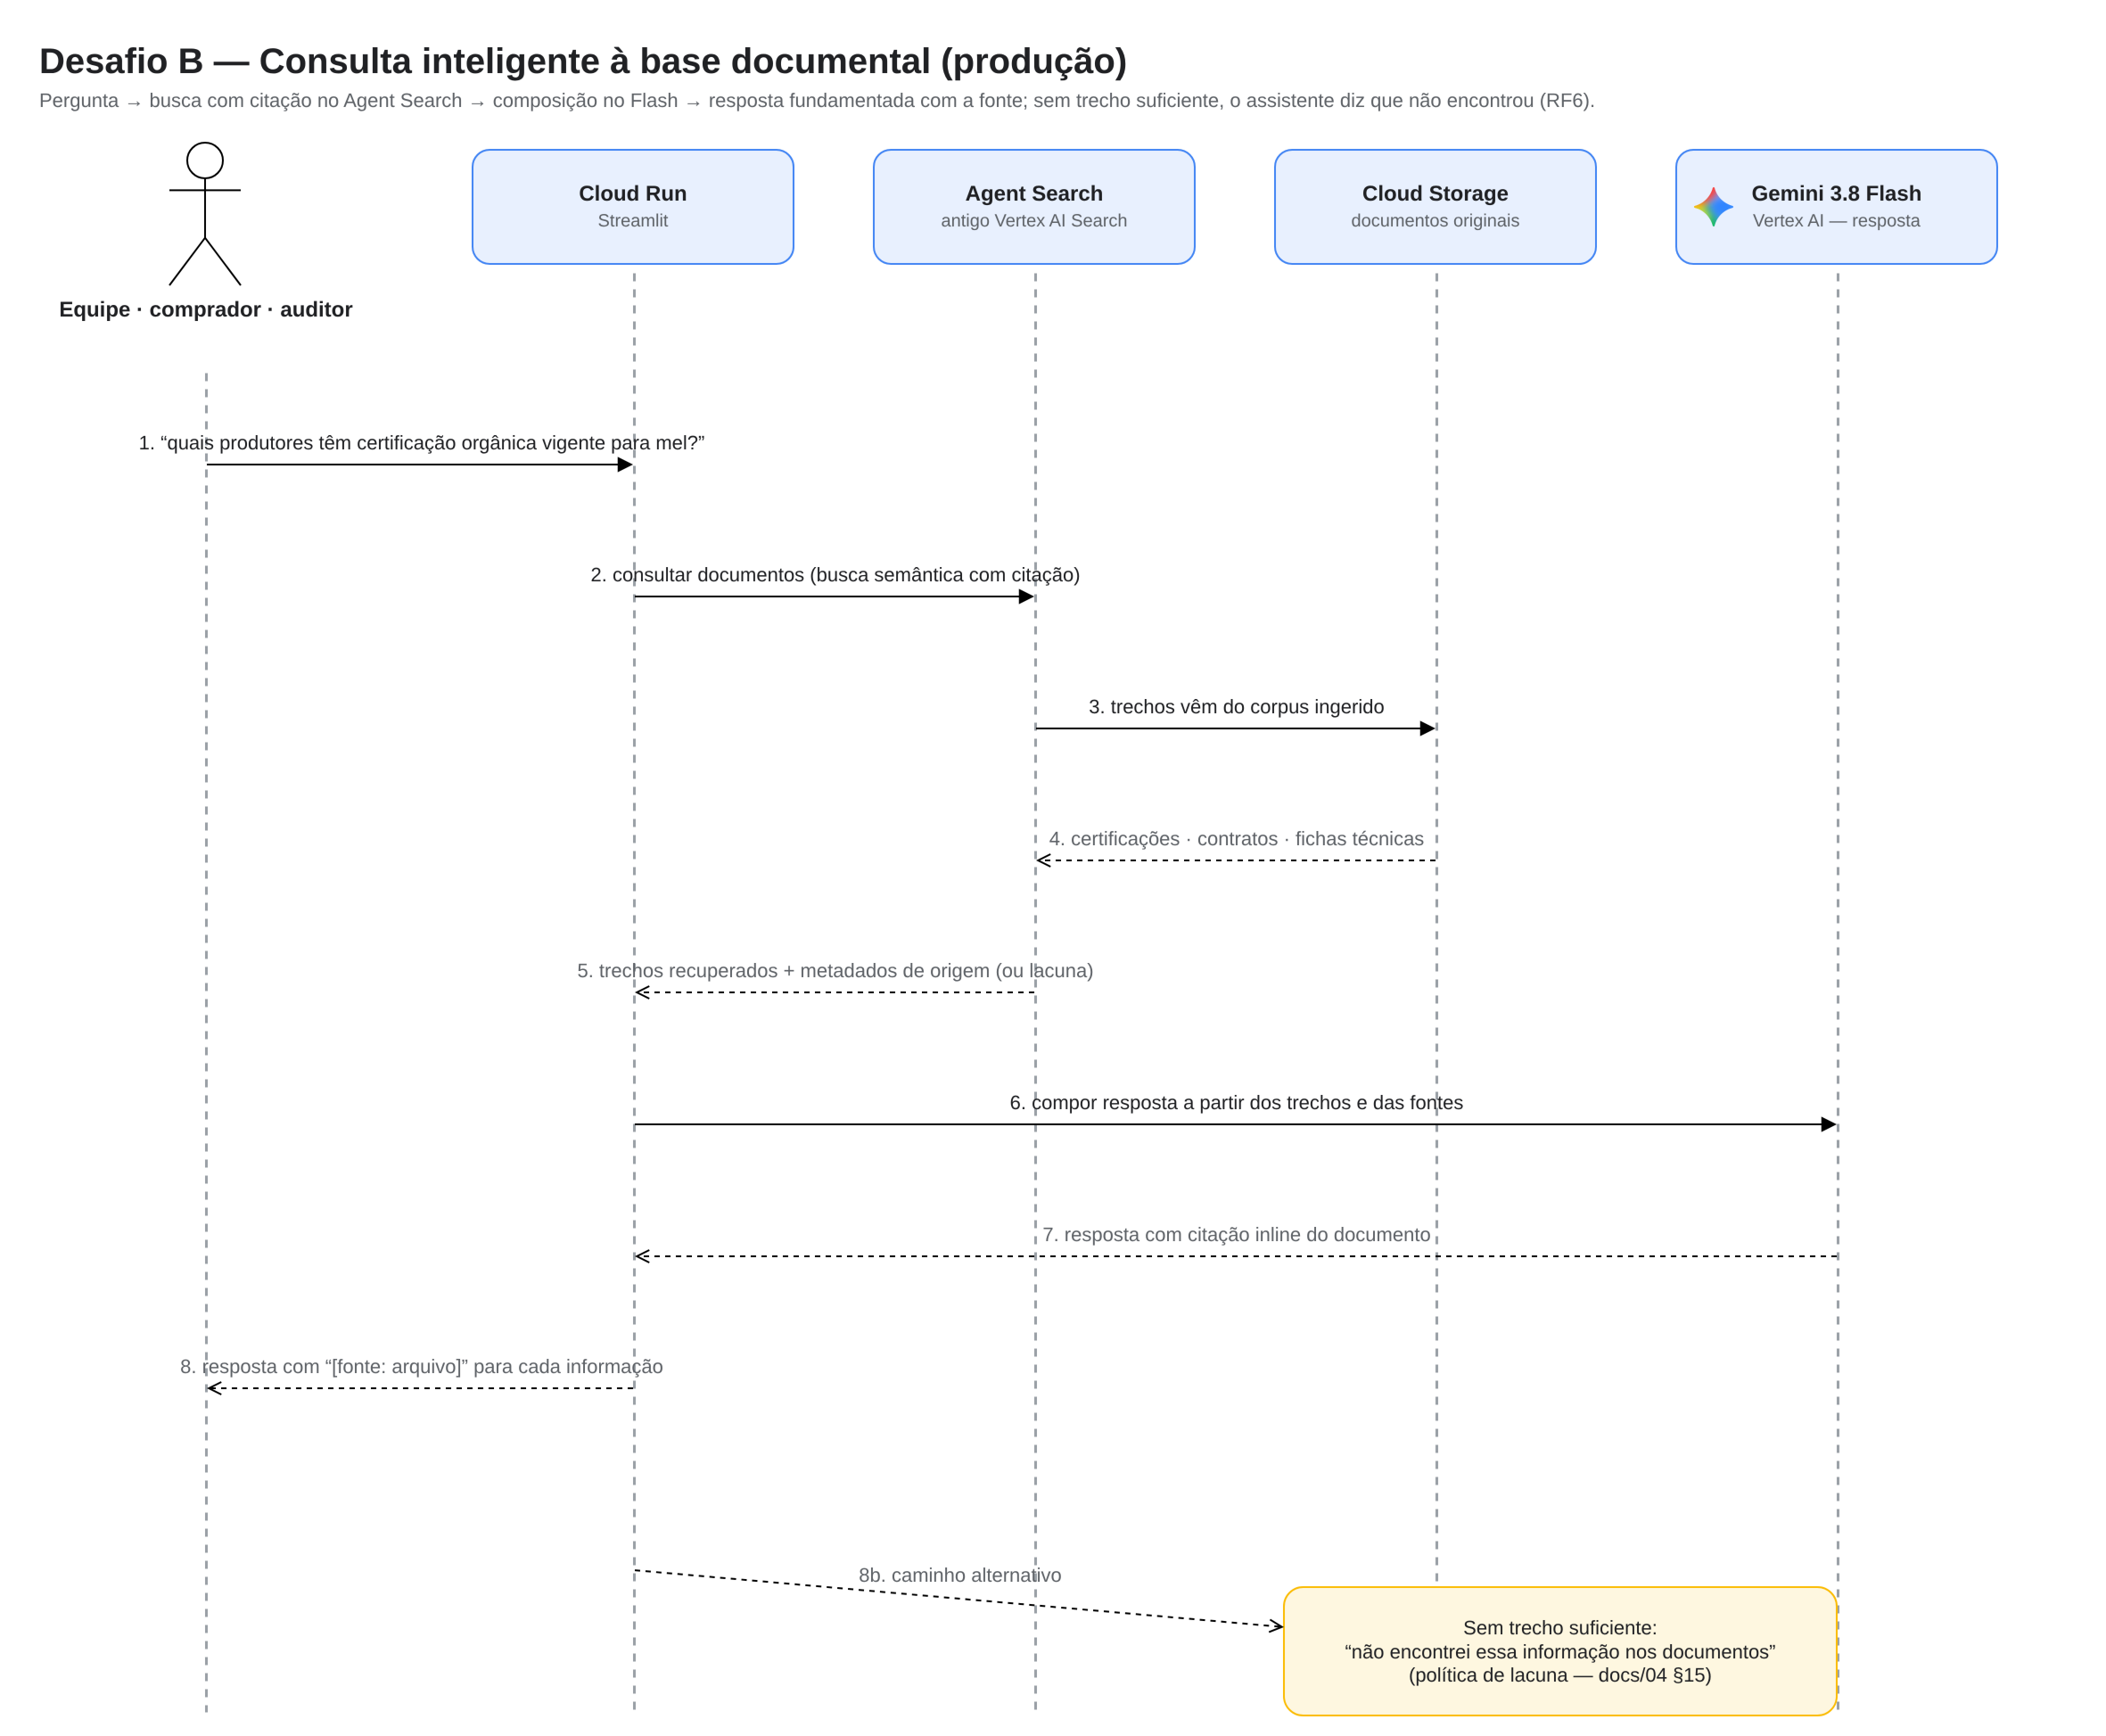 Desafio B — Consulta inteligente à base documental (produção)
Pergunta → busca com citação no Agent Search → composição no Flash → resposta fundamentada com a fonte; sem trecho suficiente, o assistente diz que não encontrou (RF6).
Equipe · comprador · auditor
Cloud Run
Streamlit
Agent Search
antigo Vertex AI Search
Cloud Storage
documentos originais
Gemini 3.8 Flash
Vertex AI — resposta
1. “quais produtores têm certificação orgânica vigente para mel?”
2. consultar documentos (busca semântica com citação)
3. trechos vêm do corpus ingerido
4. certificações · contratos · fichas técnicas
5. trechos recuperados + metadados de origem (ou lacuna)
6. compor resposta a partir dos trechos e das fontes
7. resposta com citação inline do documento
8. resposta com “[fonte: arquivo]” para cada informação
8b. caminho alternativo
Sem trecho suficiente:
“não encontrei essa informação nos documentos”
(política de lacuna — docs/04 §15)